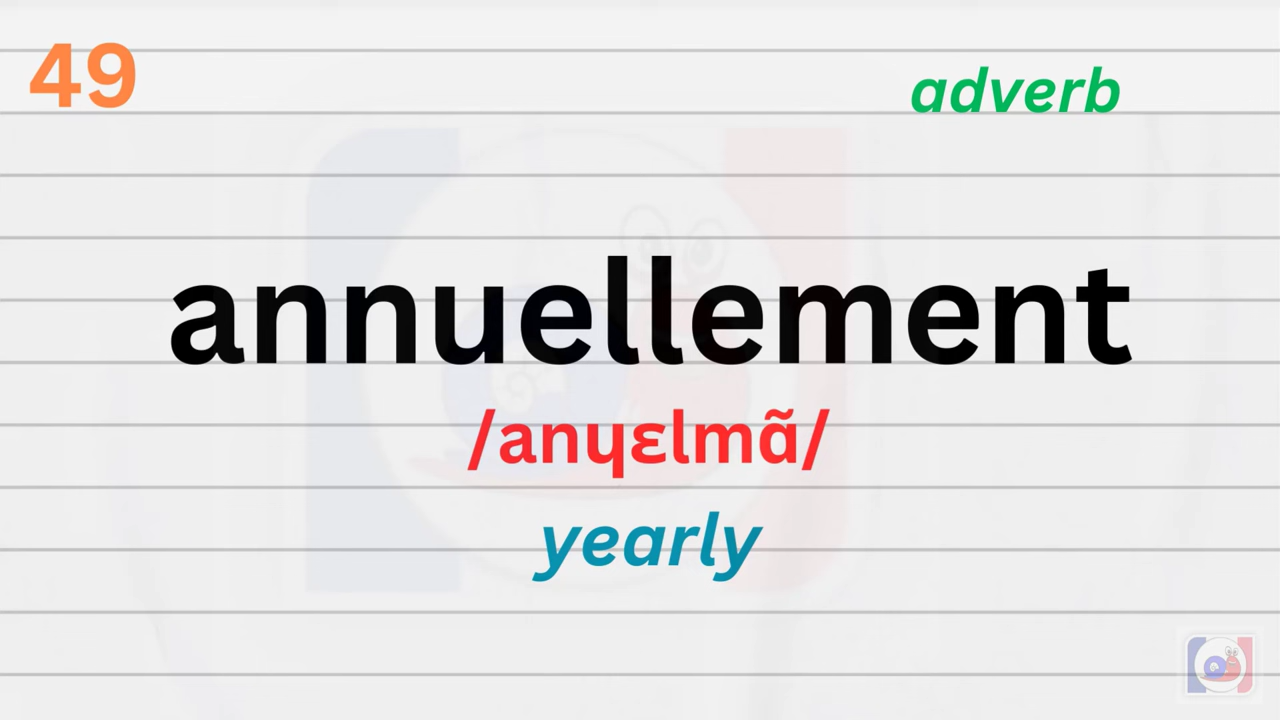 49
adverb
annuellement
/anɥɛlmɑ̃/
yearly